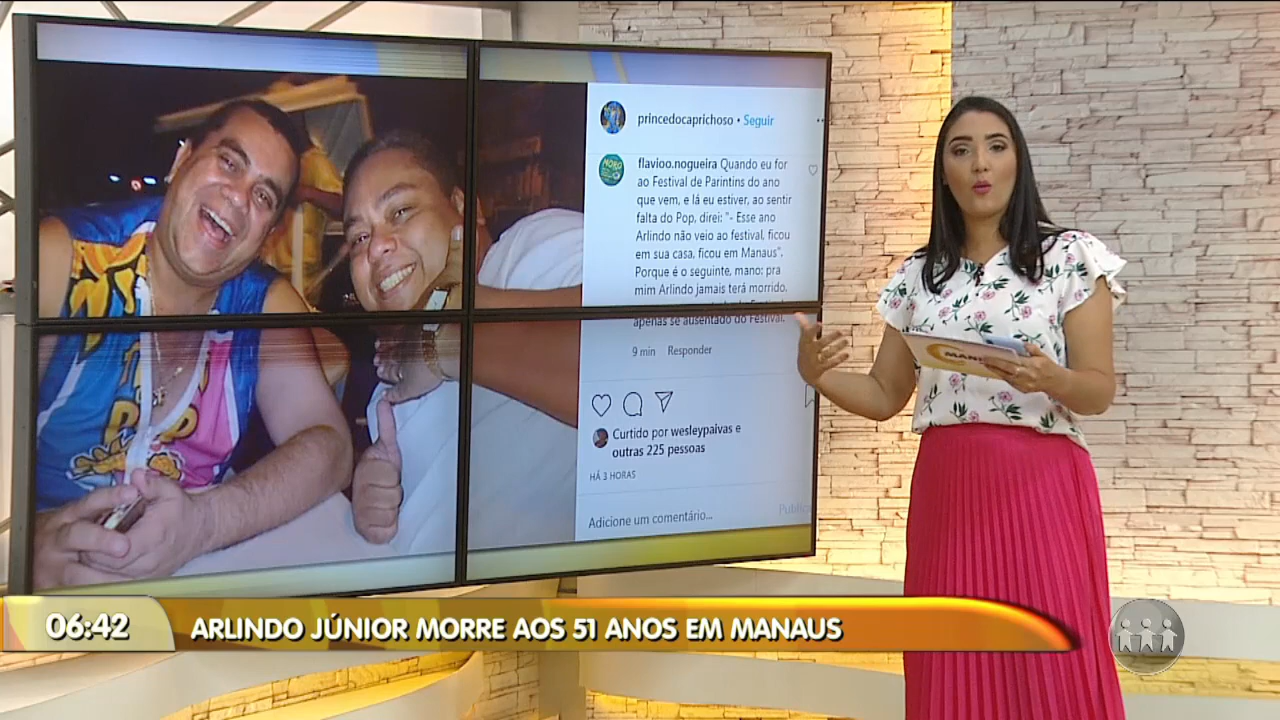 princedocaprichoso • Seguir
flavioo.nogueira Quando eu for
ao Festival de Parintins do ano
que vem, e lá eu estiver, ao sentir
falta do Pop, direi: "- Esse ano
Arlindo não veio ao festival, ficou
em sua casa, ficou em Manaus".
Porque é o seguinte, mano: pra
mim Arlindo jamais terá morrido.
apenas se ausentado do Festival.
9 min Responder
Curtido por wesleypaivas e
outras 225 pessoas
HÁ 3 HORAS
Adicione um comentário...
06:42
ARLINDO JÚNIOR MORRE AOS 51 ANOS EM MANAUS